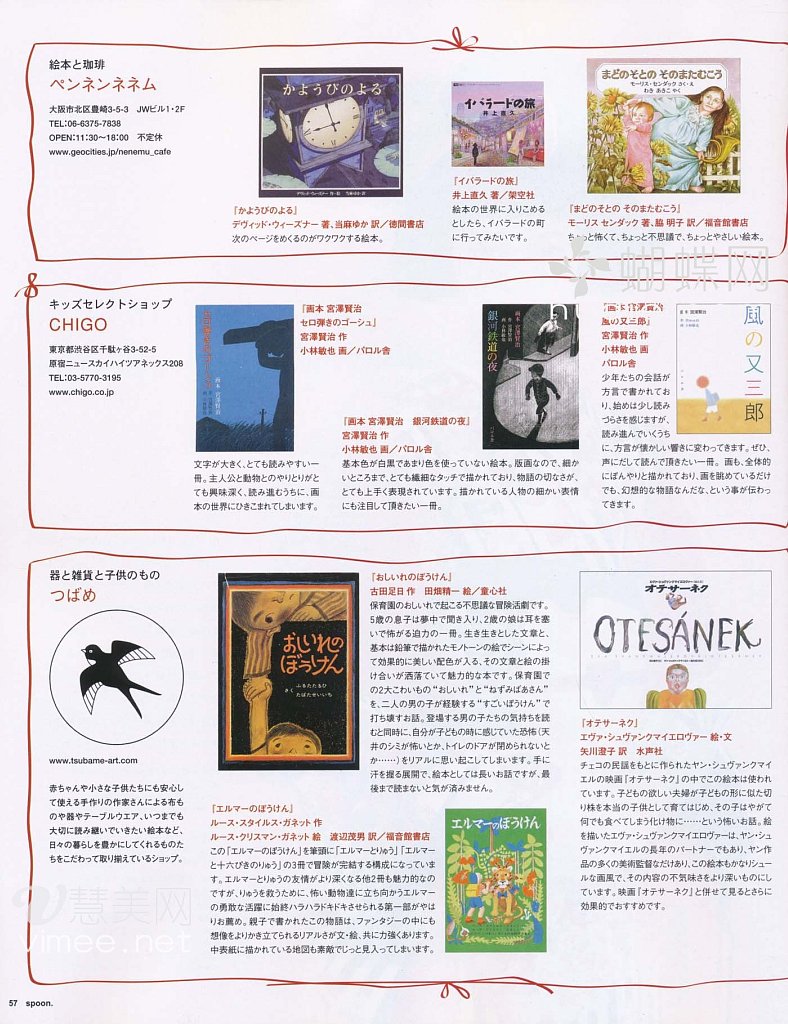 絵本と珈琲
ペンネンネネム
大阪市北区豊崎3-5-3　JWビル1・2F
TEL:06-6375-7838
OPEN:11:30〜18:00　不定休
www.geocities.jp/nenemu_cafe
かようびのよる
『かようびのよる』
デヴィッド・ウィーズナー 著、当麻ゆか 訳／徳間書店
次のページをめくるのがワクワクする絵本。
イバラードの旅
井上直久
『イバラードの旅』
井上直久 著／架空社
絵本の世界に入りこめる
としたら、イバラードの町
に行ってみたいです。
まどのそとの そのまたむこう
モーリス・センダック さく・え
わき あきこ やく
『まどのそとの そのまたむこう』
モーリス センダック 著、脇 明子 訳／福音館書店
ちょっと怖くて、ちょっと不思議で、ちょっとやさしい絵本。
蝴蝶网
キッズセレクトショップ
CHIGO
東京都渋谷区千駄ヶ谷3-52-5
原宿ニュースカイハイツアネックス208
TEL:03-5770-3195
www.chigo.co.jp
『画本 宮澤賢治
セロ弾きのゴーシュ』
宮澤賢治 作
小林敏也 画／パロル舎
文字が大きく、とても読みやすい一
冊。主人公と動物とのやりとりがと
ても興味深く、読み進むうちに、画
本の世界にひきこまれてしまいます。
画本 宮澤賢治
銀河鉄道の夜
『画本 宮澤賢治　銀河鉄道の夜』
宮澤賢治 作
小林敏也 画／パロル舎
基本色が白黒であまり色を使っていない絵本。版画なので、細か
いところまで、とても繊細なタッチで描かれており、物語の切なさが、
とても上手く表現されています。描かれている人物の細かい表情
にも注目して頂きたい一冊。
『画本 宮澤賢治
風の又三郎』
宮澤賢治 作
小林敏也 画
パロル舎
風の又三郎
少年たちの会話が
方言で書かれてお
り、始めは少し読み
づらさを感じますが、
読み進んでいくうち
に、方言が懐かしい響きに変わってきます。ぜひ、
声にだして読んで頂きたい一冊。画も、全体的
にぼんやりと描かれており、画を眺めているだけ
でも、幻想的な物語なんだな、という事が伝わっ
てきます。
器と雑貨と子供のもの
つばめ
www.tsubame-art.com
赤ちゃんや小さな子供たちにも安心し
て使える手作りの作家さんによる布も
のや器やテーブルウエア、いつまでも
大切に読み継いでいきたい絵本など、
日々の暮しを豊かにしてくれるものた
ちをこだわって取り揃えているショップ。
おしいれの
ぼうけん
ふるたたるひ
さく
たばたせいいち
『おしいれのぼうけん』
古田足日 作　田畑精一 絵／童心社
保育園のおしいれで起こる不思議な冒険活劇です。
5歳の息子は夢中で聞き入り、2歳の娘は耳を塞
いで怖がる迫力の一冊。生き生きとした文章と、
基本は鉛筆で描かれたモノトーンの絵でシーンによっ
て効果的に美しい配色が入る、その文章と絵の掛
け合いが洒落ていて魅力的な本です。保育園で
の2大こわいもの“おしいれ”と“ねずみばあさん”
を、二人の男の子が経験する“すごいぼうけん”で
打ち壊すお話。登場する男の子たちの気持ちを読
むと同時に、自分が子どもの時に感じていた恐怖（天
井のシミが怖いとか、トイレのドアが閉められないと
か……）をリアルに思い起こしてしまいます。手に
汗を握る展開で、絵本としては長いお話ですが、最
後まで読まないと気が済みません。
『エルマーのぼうけん』
ルース・スタイルス・ガネット 作
ルース・クリスマン・ガネット 絵　渡辺茂男 訳／福音館書店
この『エルマーのぼうけん』を筆頭に『エルマーとりゅう』『エルマー
と十六ぴきのりゅう』の3冊で冒険が完結する構成になっていま
す。エルマーとりゅうの友情がより深くなる他2冊も魅力的なの
ですが、りゅうを救うために、怖い動物達に立ち向かうエルマー
の勇敢な活躍に始終ハラハラドキドキさせられる第一部がやは
りお薦め。親子で書かれたこの物語は、ファンタジーの中にも
想像をよりかき立てられるリアルさが文・絵、共に力強くあります。
中表紙に描かれている地図も素敵でじっと見入ってしまいます。
エルマーのぼうけん
オテサーネク
OTESÁNEK
『オテサーネク』
エヴァ・シュヴァンクマイエロヴァー 絵・文
矢川澄子 訳　水声社
チェコの民話をもとに作られたヤン・シュヴァンクマイ
エルの映画『オテサーネク』の中でこの絵本は使われ
ています。子どもの欲しい夫婦が子どもの形に似た切
り株を本当の子供として育てはじめ、その子はやがて
何でも食べてしまう化け物に……という怖いお話。絵
を描いたエヴァ・シュヴァンクマイエロヴァーは、ヤン・シュ
ヴァンクマイエルの長年のパートナーでもあり、ヤン作
品の多くの美術監督なだけあり、この絵本もかなりシュー
ルな画風で、その内容の不気味さをより深いものにし
ています。映画『オテサーネク』と併せて見るとさらに
効果的でおすすめです。
慧美网
vimee.net
57 spoon.